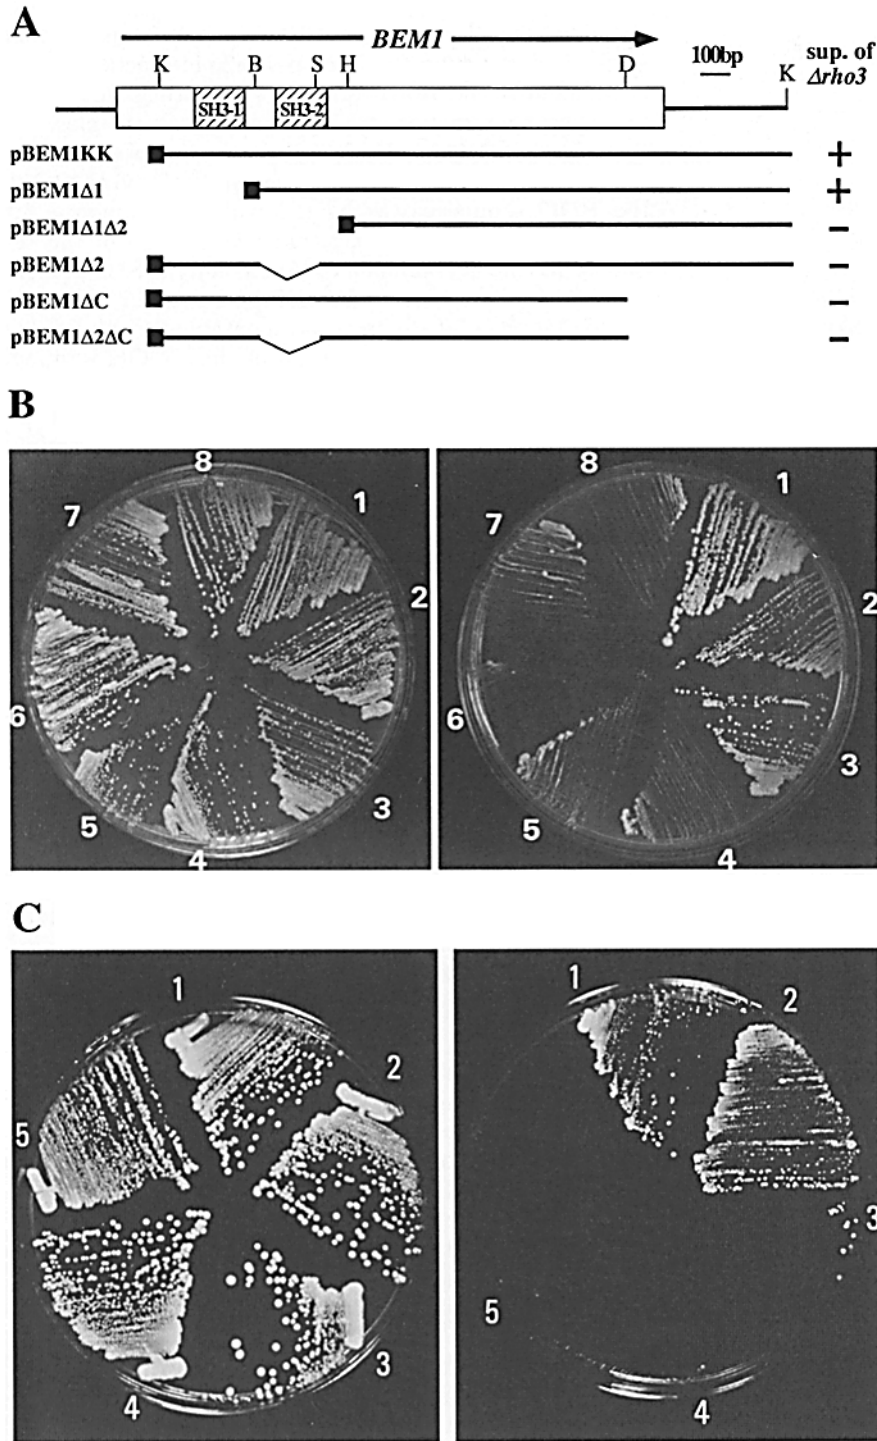 A
BEM1
K B S H D 100bp K sup. of Δrho3
SH3-1 SH3-2
pBEM1KK +
pBEM1Δ1 +
pBEM1Δ1Δ2 −
pBEM1Δ2 −
pBEM1ΔC −
pBEM1Δ2ΔC −
B
8 1 2 3 4 5 6 7
8 1 2 3 4 5 6 7
C
1 2 3 4 5
1 2 3 4 5